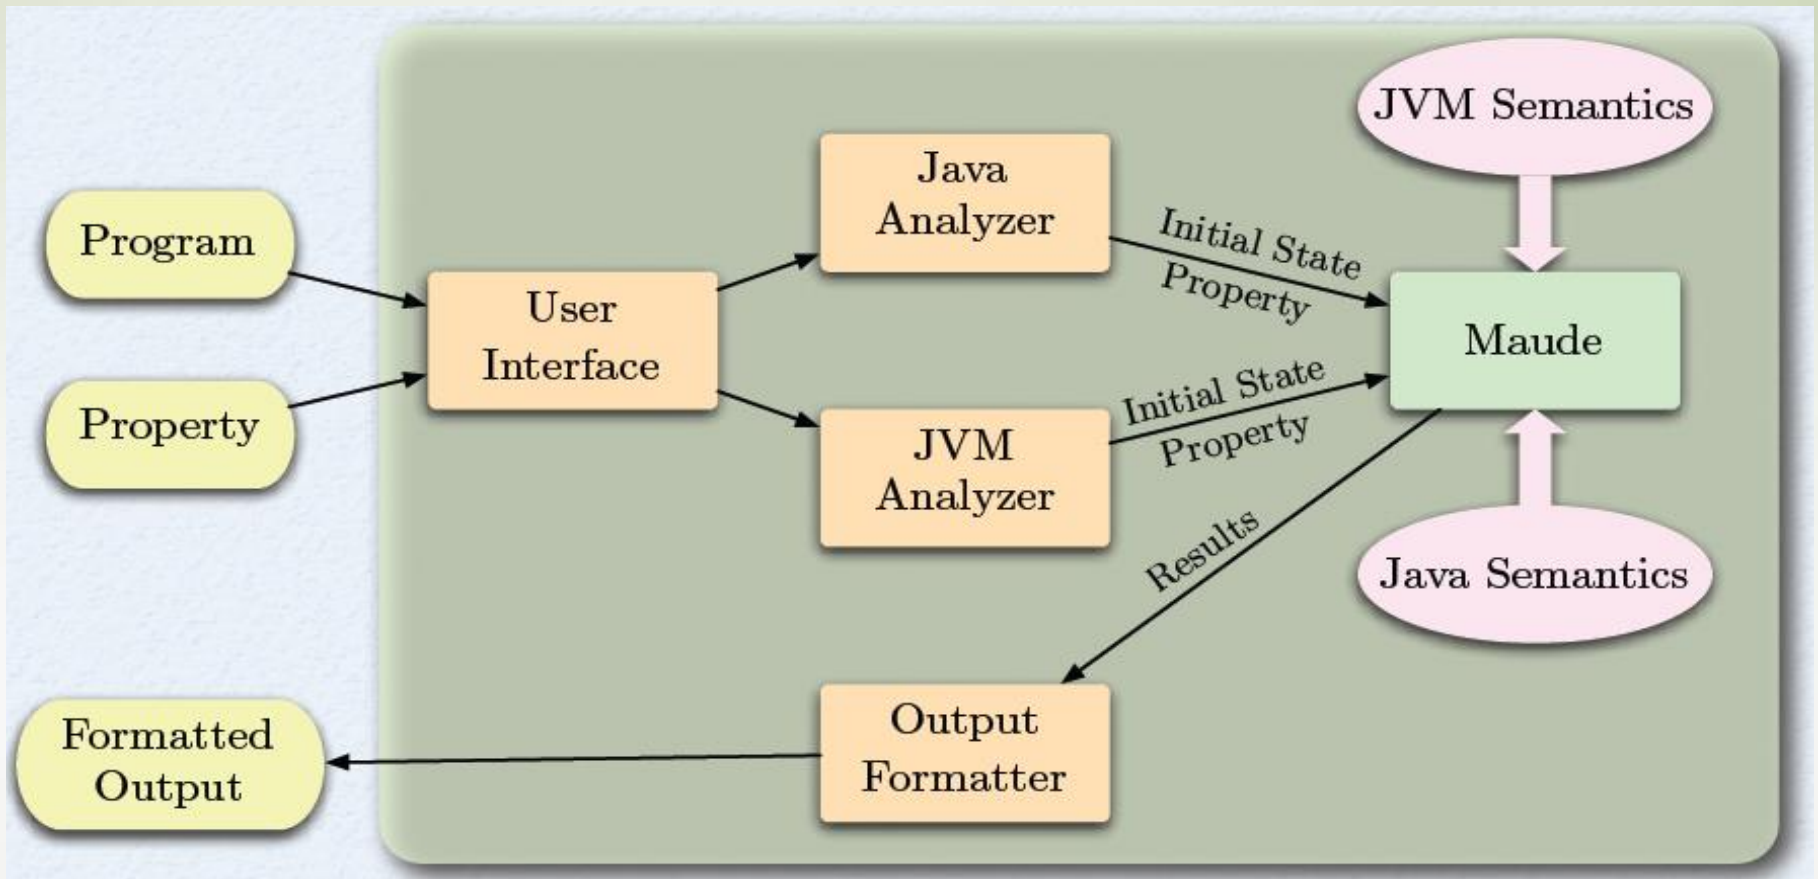 JVM Semantics
Java
Analyzer
Program
Initial State
Property
User
Interface
Maude
Property
Initial State
Property
JVM
Analyzer
Results
Java Semantics
Output
Formatter
Formatted
Output